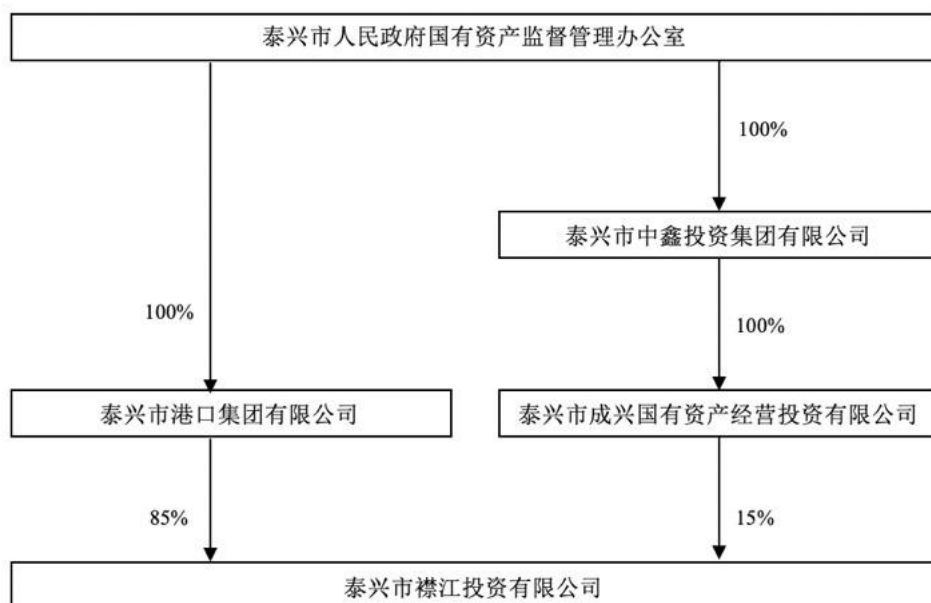 泰兴市人民政府国有资产监督管理办公室
100%
泰兴市中鑫投资集团有限公司
100%
100%
泰兴市港口集团有限公司
泰兴市成兴国有资产经营投资有限公司
85%
15%
泰兴市襟江投资有限公司